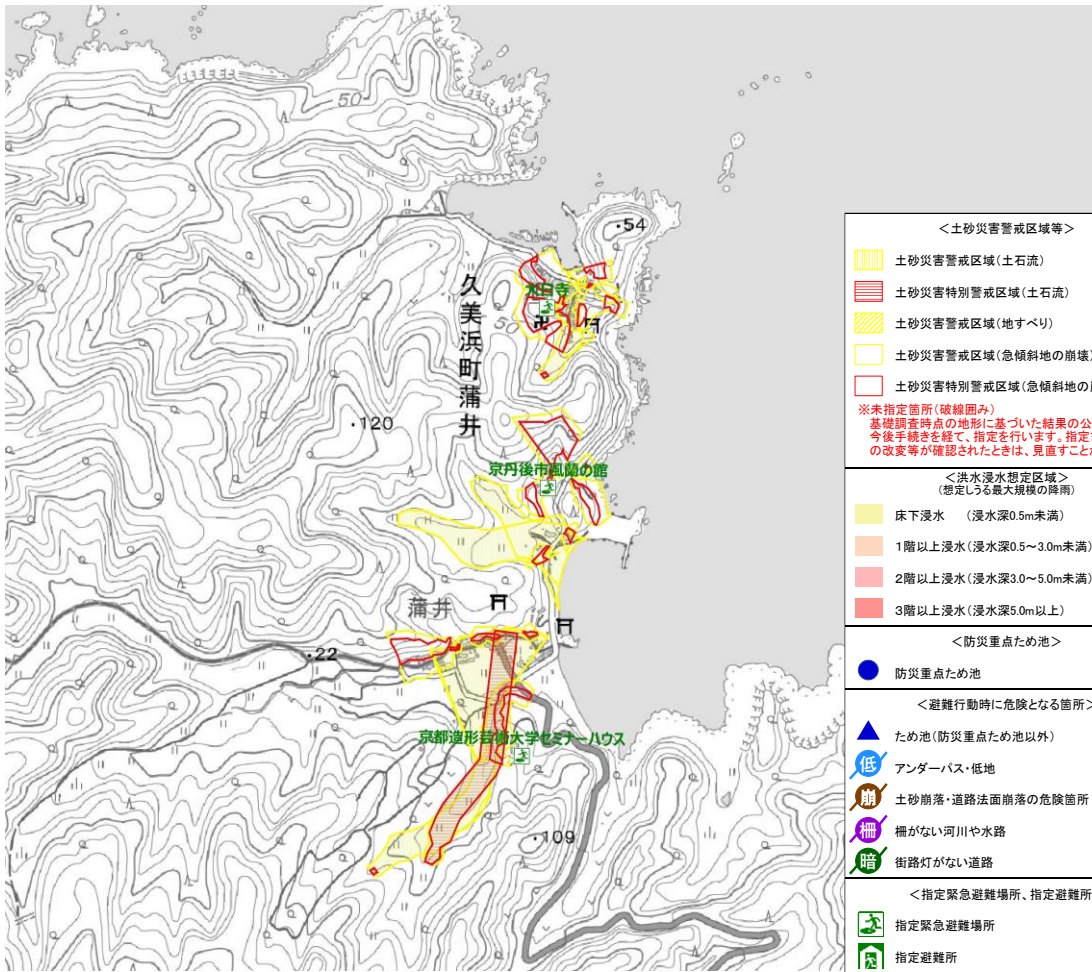 50
・54
久美浜町蒲井
水日寺
50
・120
京丹後市風蘭の館
蒲井
・22
京都造形芸術大学セミナーハウス
・109
＜土砂災害警戒区域等＞
土砂災害警戒区域(土石流)
土砂災害特別警戒区域(土石流)
土砂災害警戒区域(地すべり)
土砂災害警戒区域(急傾斜地の崩壊)
土砂災害特別警戒区域(急傾斜地の
※未指定箇所(破線囲み)
基礎調査時点の地形に基づいた結果の公
今後手続きを経て、指定を行います。指定
の改変等が確認されたときは、見直すことが
＜洪水浸水想定区域＞
(想定しうる最大規模の降雨)
床下浸水 (浸水深0.5m未満)
1階以上浸水(浸水深0.5～3.0m未満)
2階以上浸水(浸水深3.0～5.0m未満)
3階以上浸水(浸水深5.0m以上)
＜防災重点ため池＞
防災重点ため池
＜避難行動時に危険となる箇所＞
ため池(防災重点ため池以外)
低 アンダーパス・低地
崩 土砂崩落・道路法面崩落の危険箇所
柵 柵がない河川や水路
暗 街路灯がない道路
＜指定緊急避難場所、指定避難所
指定緊急避難場所
指定避難所